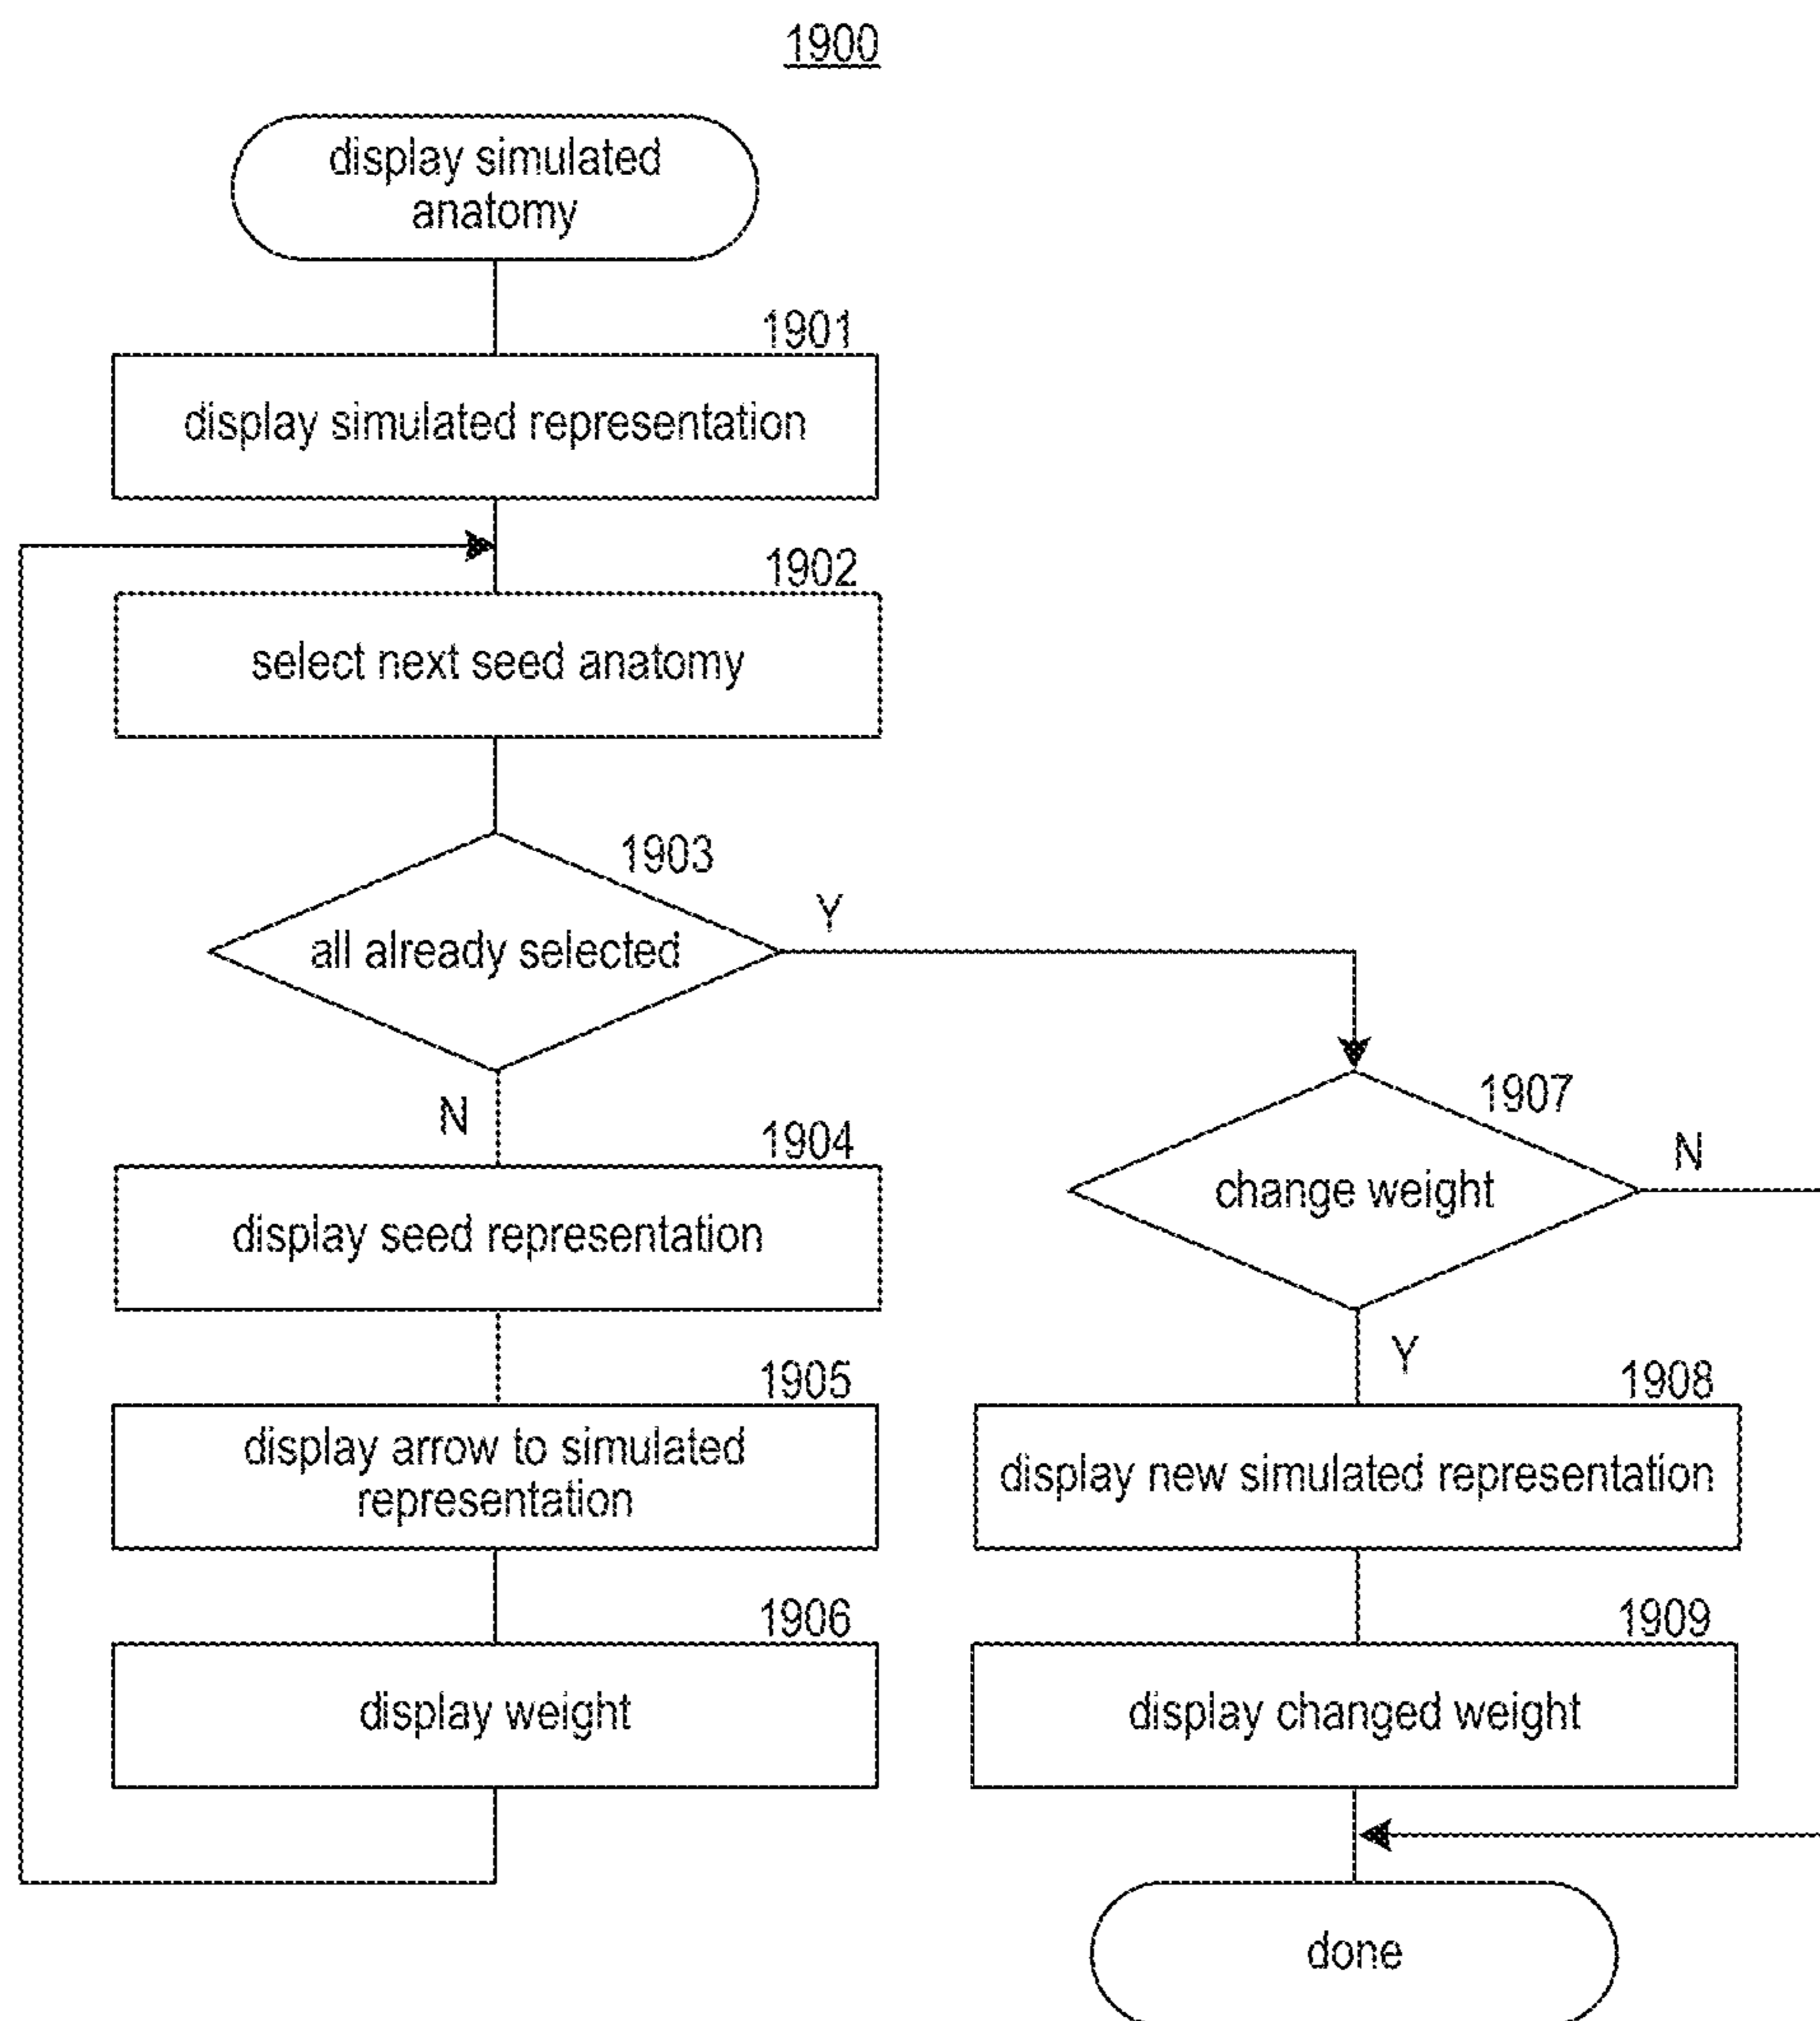 1900
display simulated
anatomy
1901
display simulated representation
1902
select next seed anatomy
1903
all already selected
Y
N
1904
display seed representation
1905
display arrow to simulated
representation
1906
display weight
1907
change weight
N
Y
1908
display new simulated representation
1909
display changed weight
done